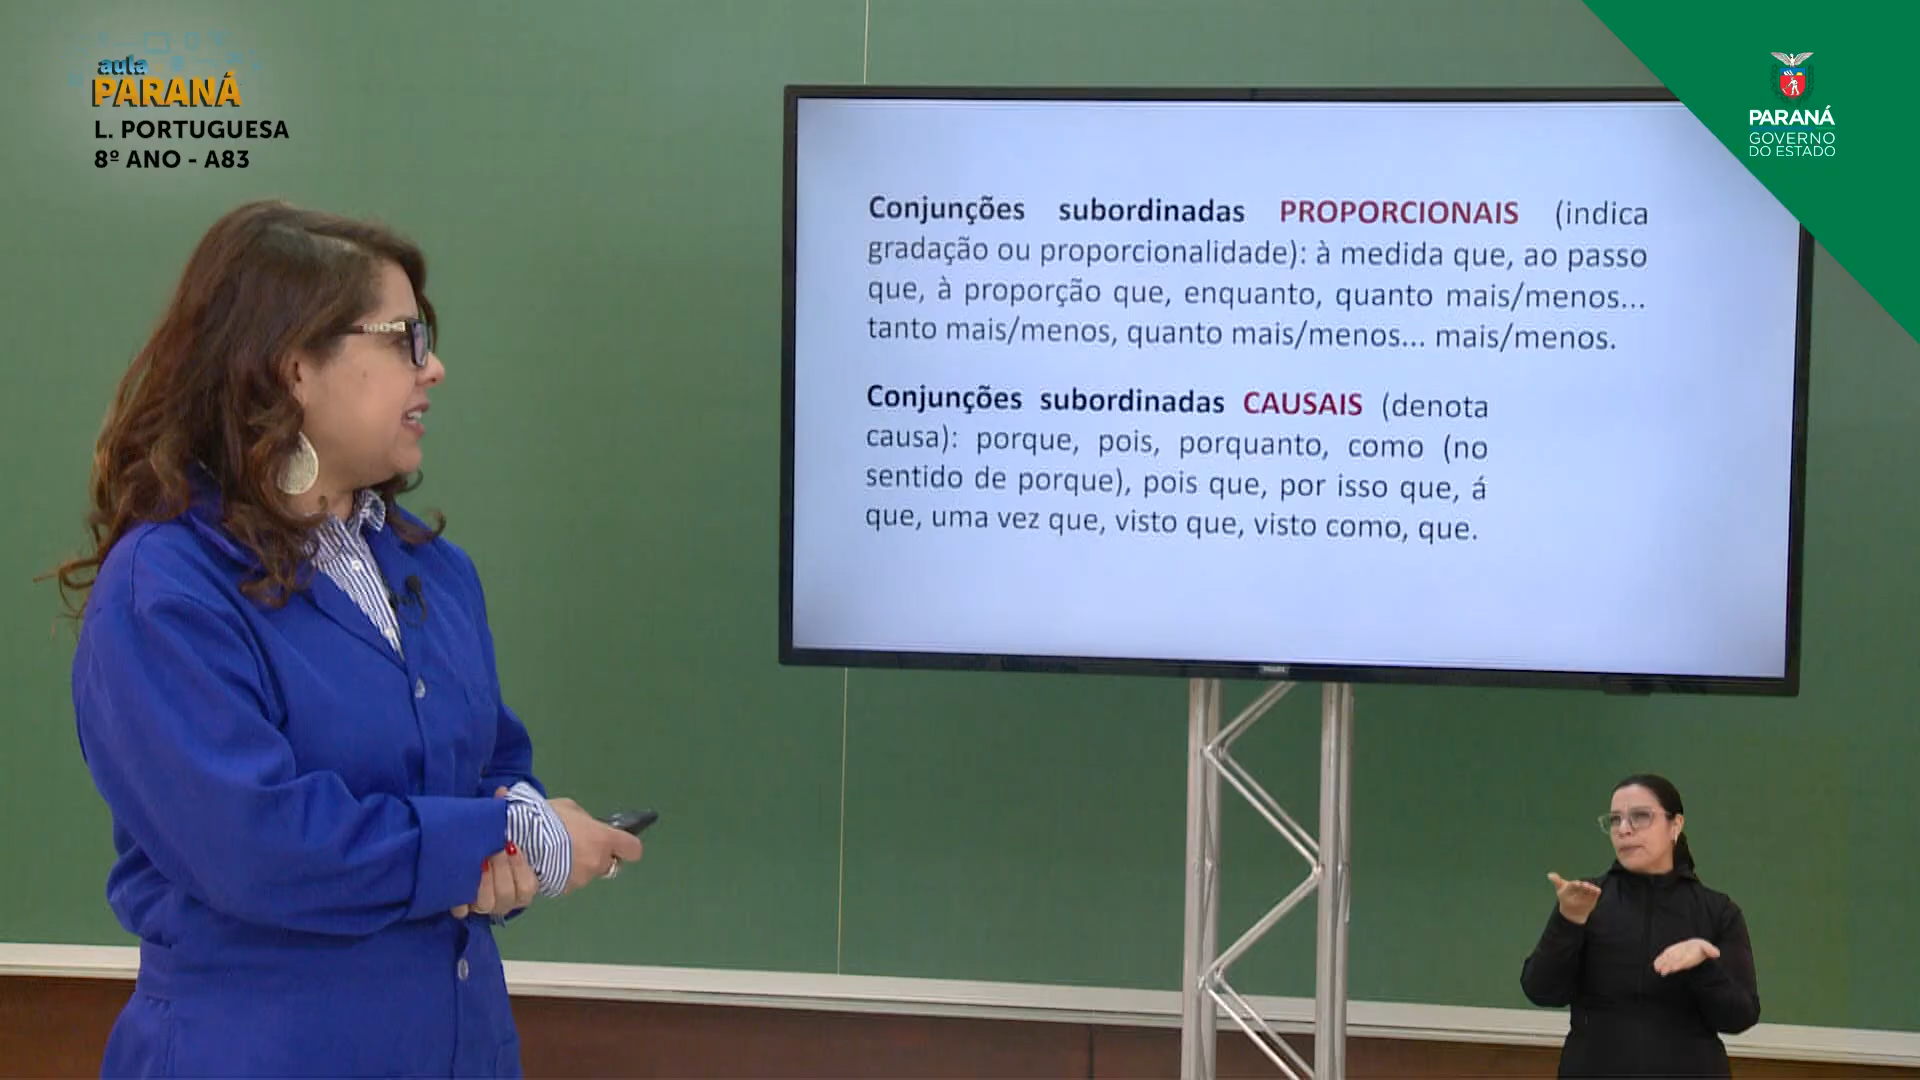 aula
PARANÁ
L. PORTUGUESA
8º ANO - A83
PARANÁ
GOVERNO
DO ESTADO
Conjunções subordinadas PROPORCIONAIS (indica
gradação ou proporcionalidade): à medida que, ao passo
que, à proporção que, enquanto, quanto mais/menos...
tanto mais/menos, quanto mais/menos... mais/menos.
Conjunções subordinadas CAUSAIS (denota
causa): porque, pois, porquanto, como (no
sentido de porque), pois que, por isso que, á
que, uma vez que, visto que, visto como, que.